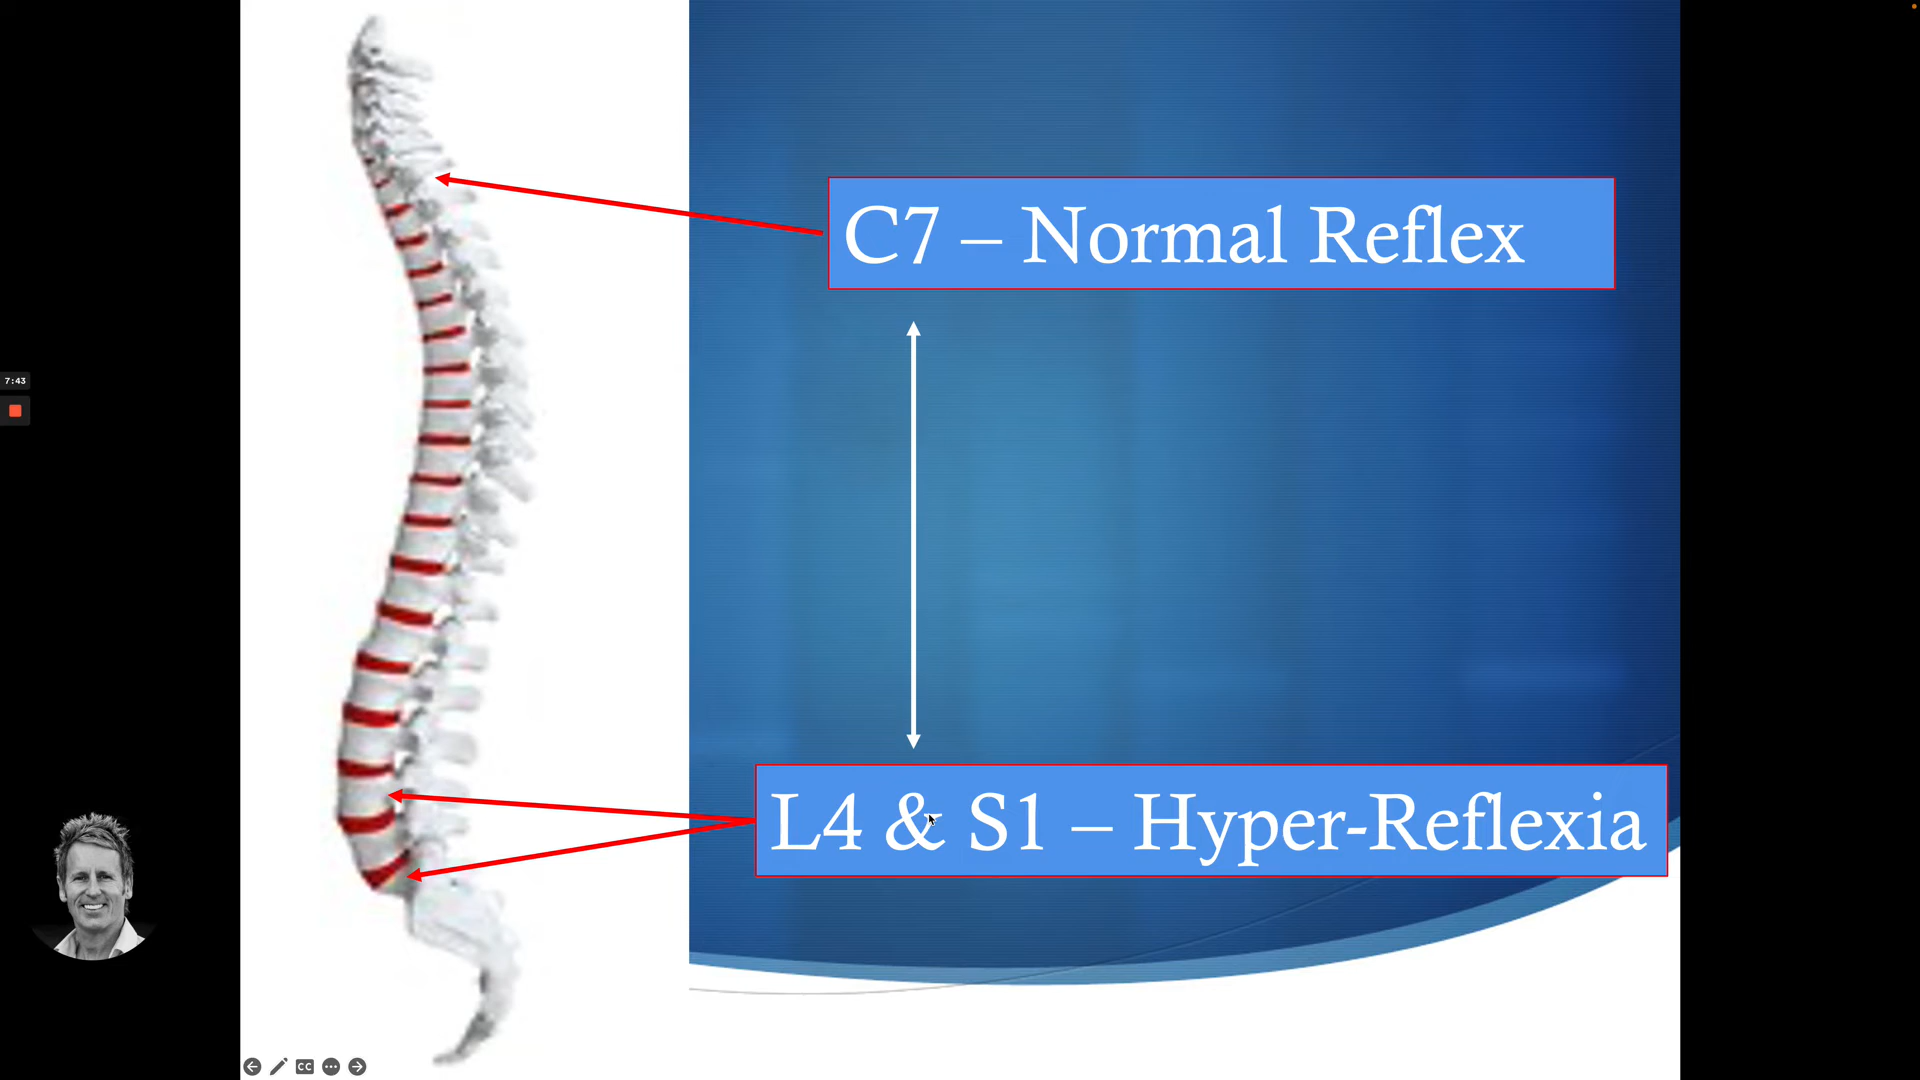 C7 – Normal Reflex
7:43
L4 & S1 – Hyper-Reflexia
CC